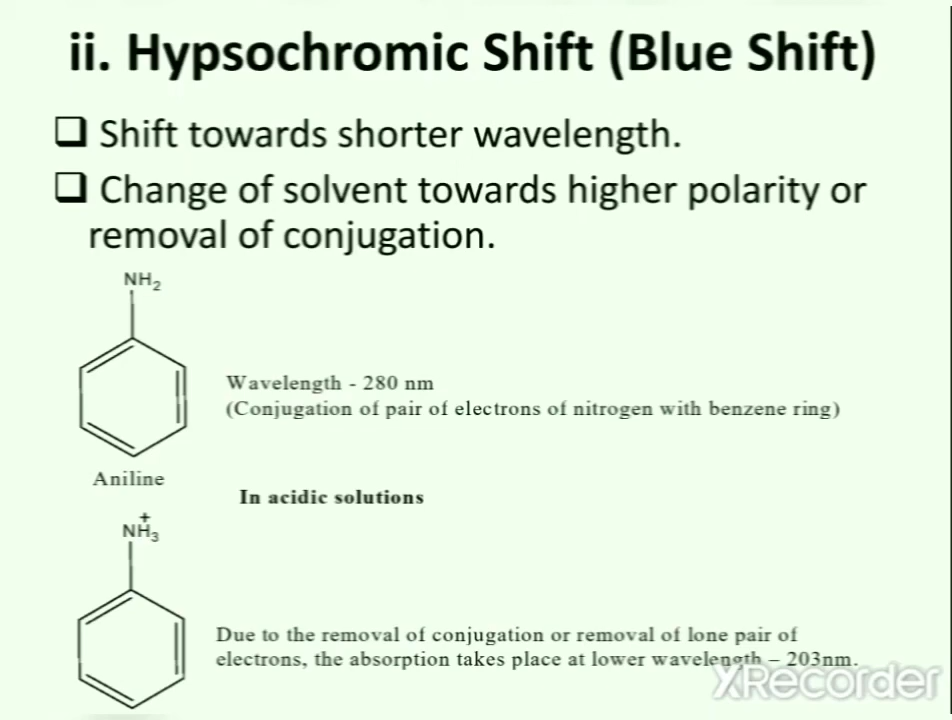 ii. Hypsochromic Shift (Blue Shift)
❑ Shift towards shorter wavelength.
❑ Change of solvent towards higher polarity or
removal of conjugation.
NH₂
Wavelength - 280 nm
(Conjugation of pair of electrons of nitrogen with benzene ring)
Aniline
In acidic solutions
+
NH₃
Due to the removal of conjugation or removal of lone pair of
electrons, the absorption takes place at lower wavelength – 203nm.
XRecorder